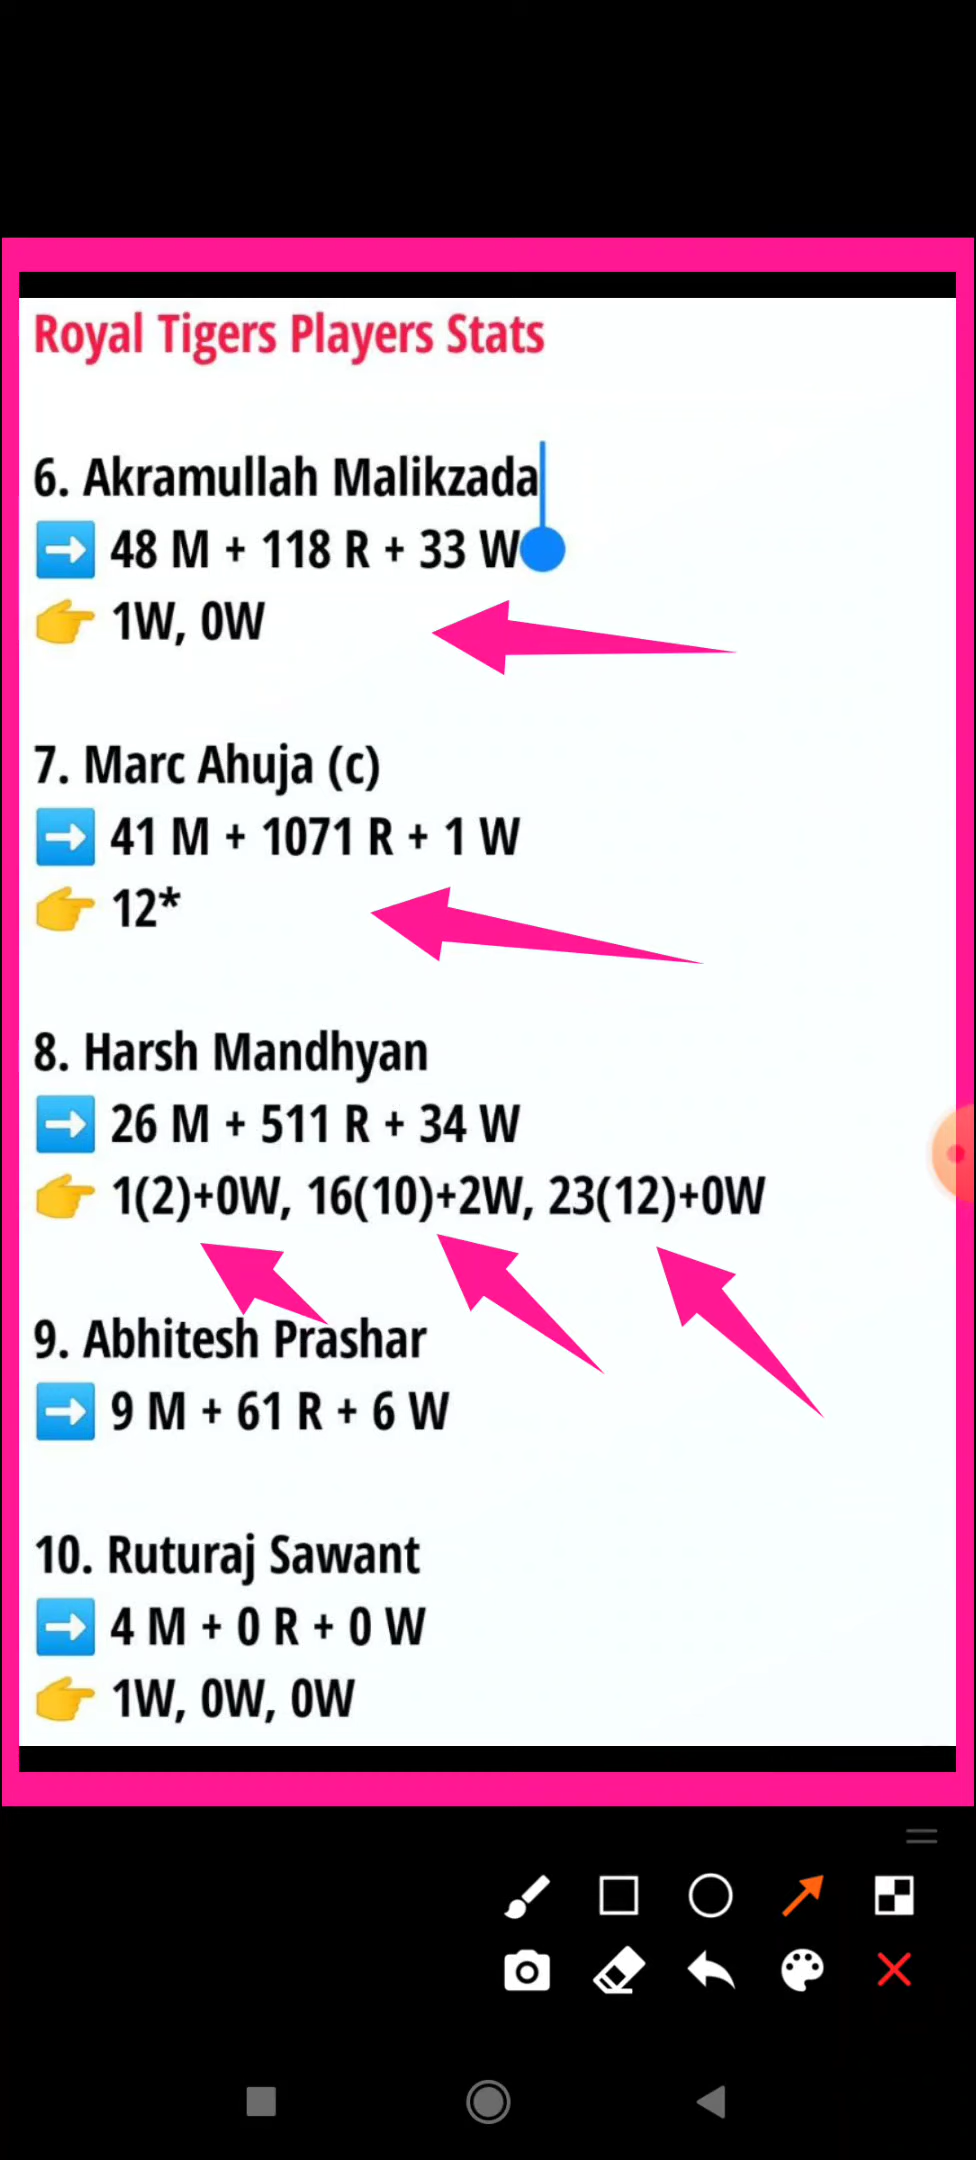 Royal Tigers Players Stats
6. Akramullah Malikzada
➡️ 48 M + 118 R + 33 W
👉 1W, 0W
7. Marc Ahuja (c)
➡️ 41 M + 1071 R + 1 W
👉 12*
8. Harsh Mandhyan
➡️ 26 M + 511 R + 34 W
👉 1(2)+0W, 16(10)+2W, 23(12)+0W
9. Abhitesh Prashar
➡️ 9 M + 61 R + 6 W
10. Ruturaj Sawant
➡️ 4 M + 0 R + 0 W
👉 1W, 0W, 0W